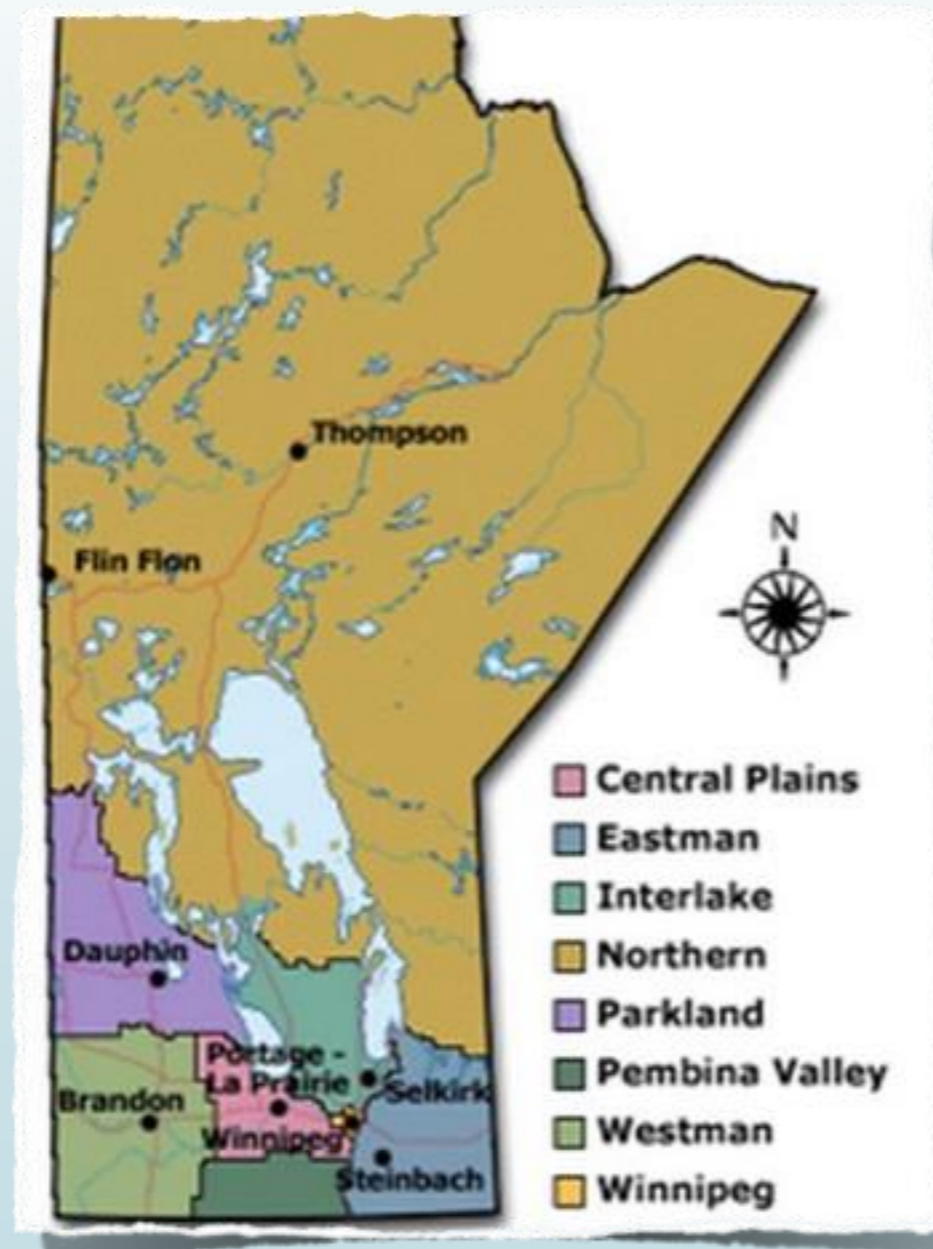 Thompson
Flin Flon
N
Dauphin
Portage -
La Prairie
Selkirk
Brandon
Winnipeg
Steinbach
Central Plains
Eastman
Interlake
Northern
Parkland
Pembina Valley
Westman
Winnipeg